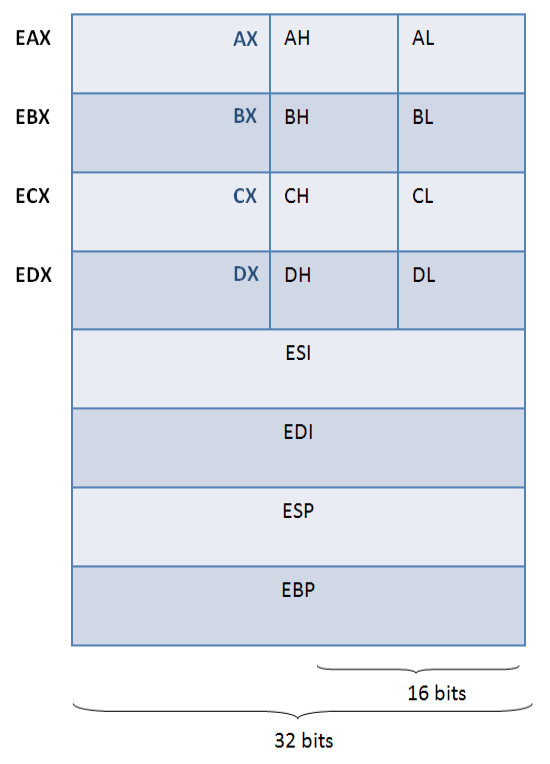 EAX AX AH AL
EBX BX BH BL
ECX CX CH CL
EDX DX DH DL
ESI
EDI
ESP
EBP
16 bits
32 bits